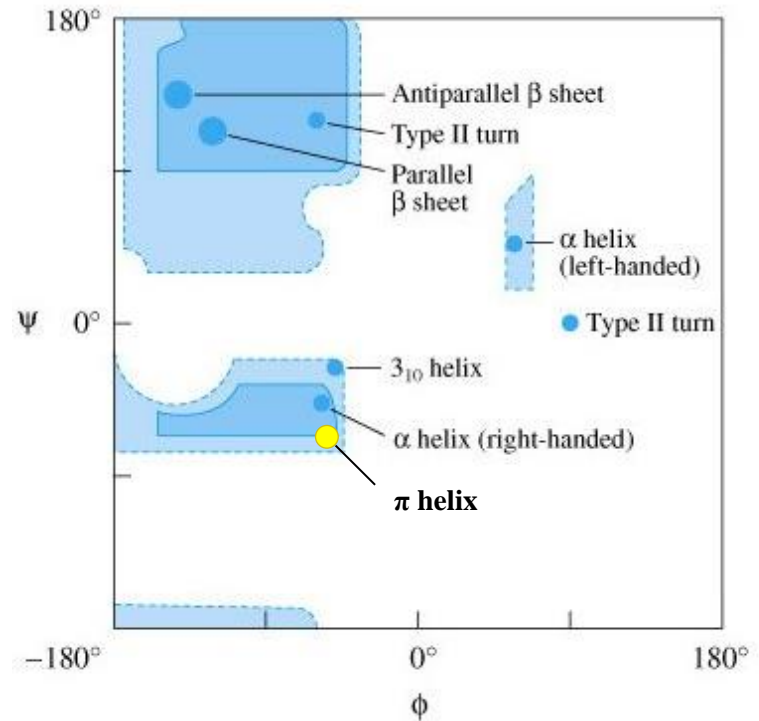 180°
Antiparallel β sheet
Type II turn
Parallel
β sheet
α helix
(left-handed)
ψ 0°
Type II turn
3₁₀ helix
α helix (right-handed)
π helix
−180° 0° 180°
ϕ